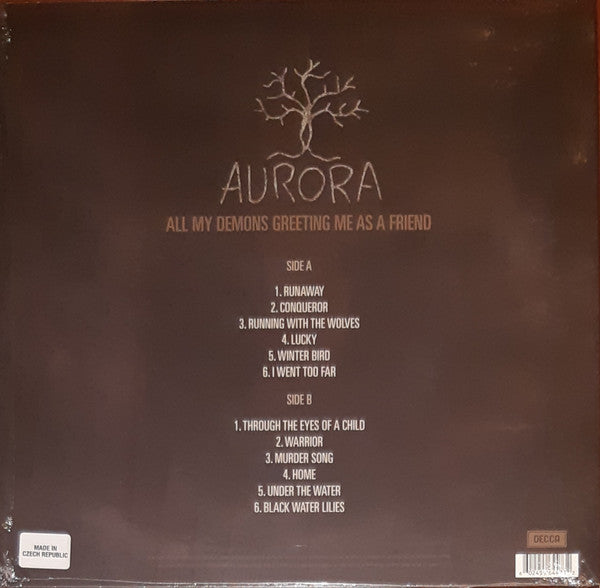 AURORA
ALL MY DEMONS GREETING ME AS A FRIEND
SIDE A
1. RUNAWAY
2. CONQUEROR
3. RUNNING WITH THE WOLVES
4. LUCKY
5. WINTER BIRD
6. I WENT TOO FAR
SIDE B
1. THROUGH THE EYES OF A CHILD
2. WARRIOR
3. MURDER SONG
4. HOME
5. UNDER THE WATER
6. BLACK WATER LILIES
MADE IN
CZECH REPUBLIC
DECCA